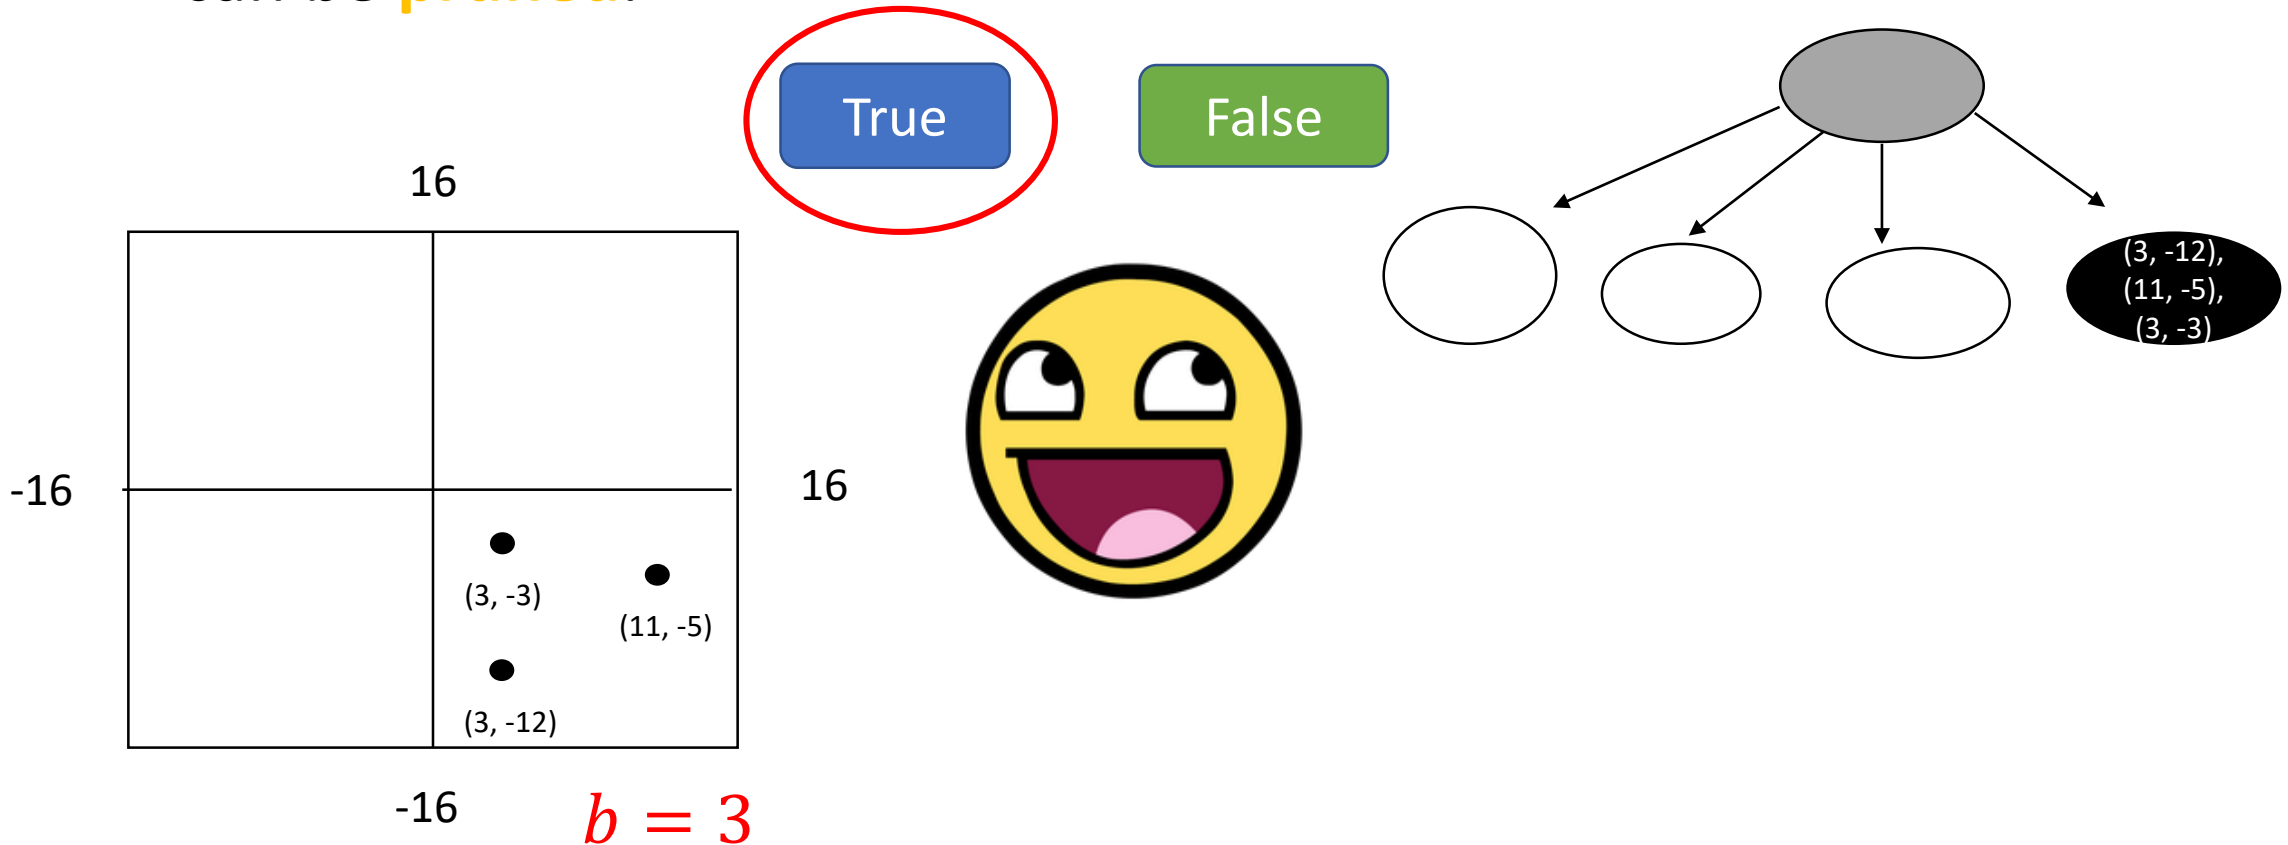 pruned.
True
False
16
(3, -12),
(11, -5),
(3, -3)
-16
16
(3, -3)
(11, -5)
(3, -12)
-16
b = 3